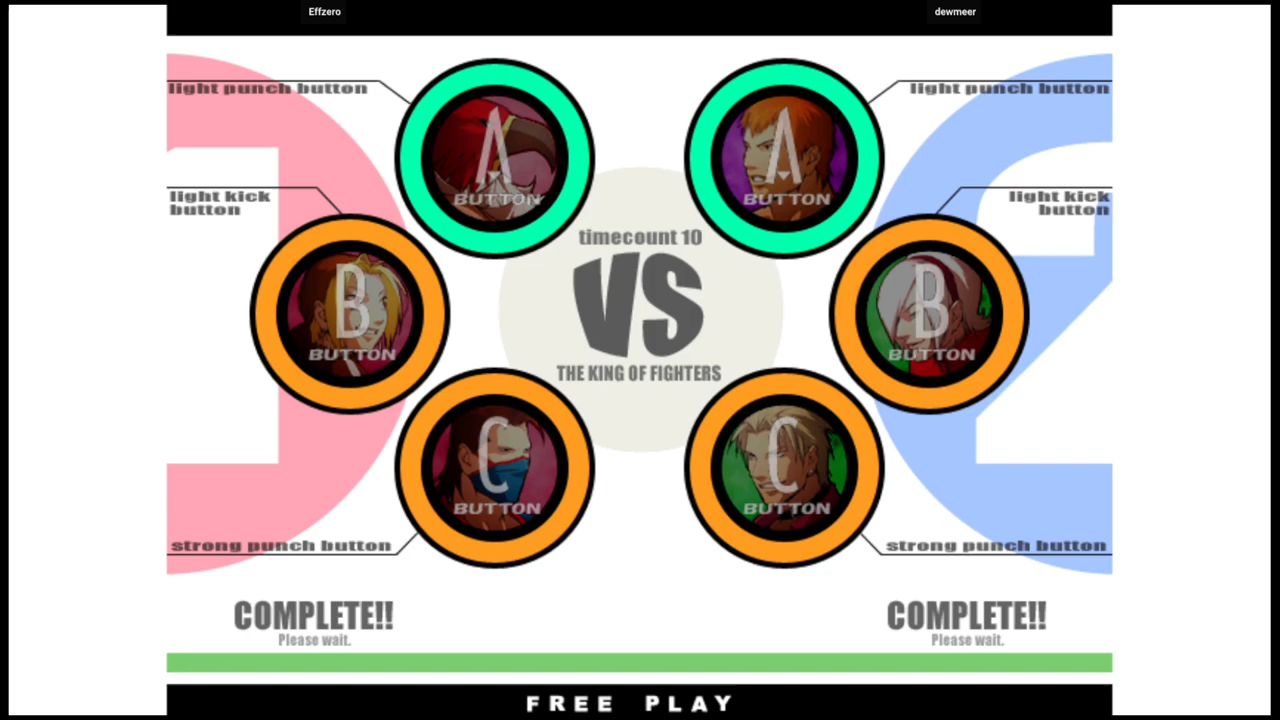 Effzero
dewmeer
light punch button
light punch button
A
BUTTON
A
BUTTON
light kick
button
light kick
button
timecount 10
VS
THE KING OF FIGHTERS
B
BUTTON
B
BUTTON
1
2
C
BUTTON
C
BUTTON
strong punch button
strong punch button
COMPLETE!!
Please wait.
COMPLETE!!
Please wait.
FREE PLAY